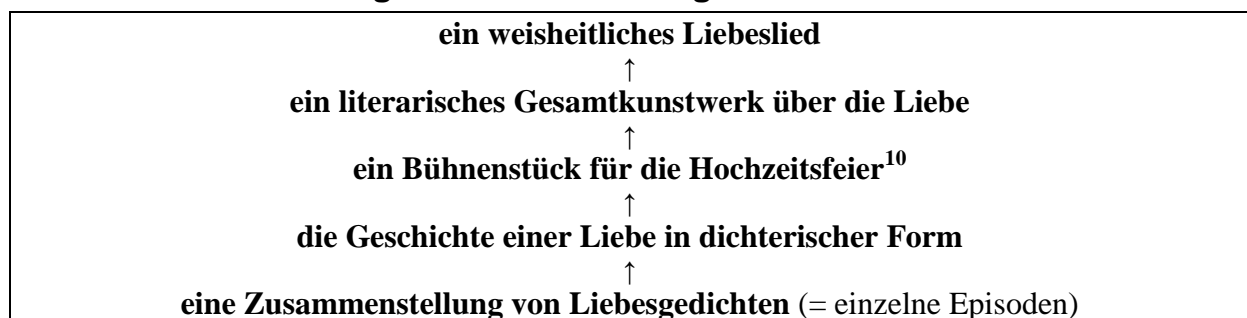 ein weisheitliches Liebeslied
↑
ein literarisches Gesamtkunstwerk über die Liebe
↑
ein Bühnenstück für die Hochzeitsfeier¹⁰
↑
die Geschichte einer Liebe in dichterischer Form
↑
eine Zusammenstellung von Liebesgedichten (= einzelne Episoden)